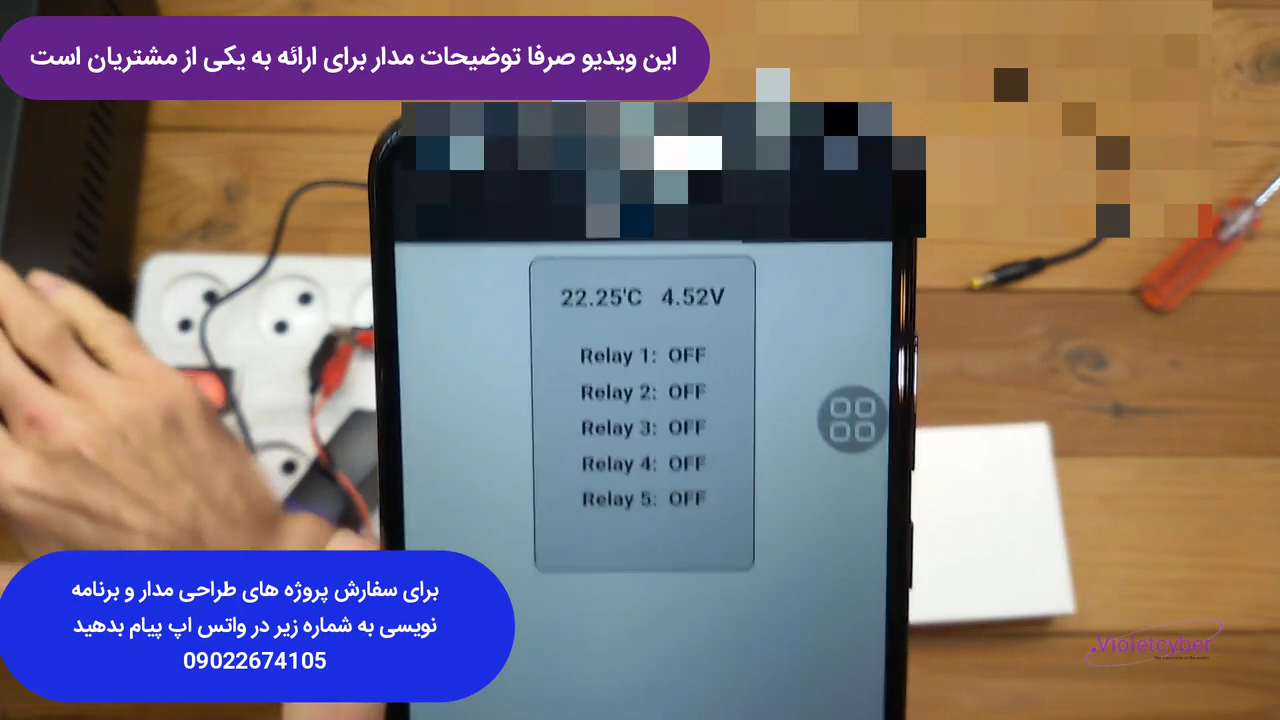 این ویدیو صرفا توضیحات مدار برای ارائه به یکی از مشتریان است
22.25'C 4.52V
Relay 1: OFF
Relay 2: OFF
Relay 3: OFF
Relay 4: OFF
Relay 5: OFF
برای سفارش پروژه های طراحی مدار و برنامه
نویسی به شماره زیر در واتس اپ پیام بدهید
09022674105
Violetcyber